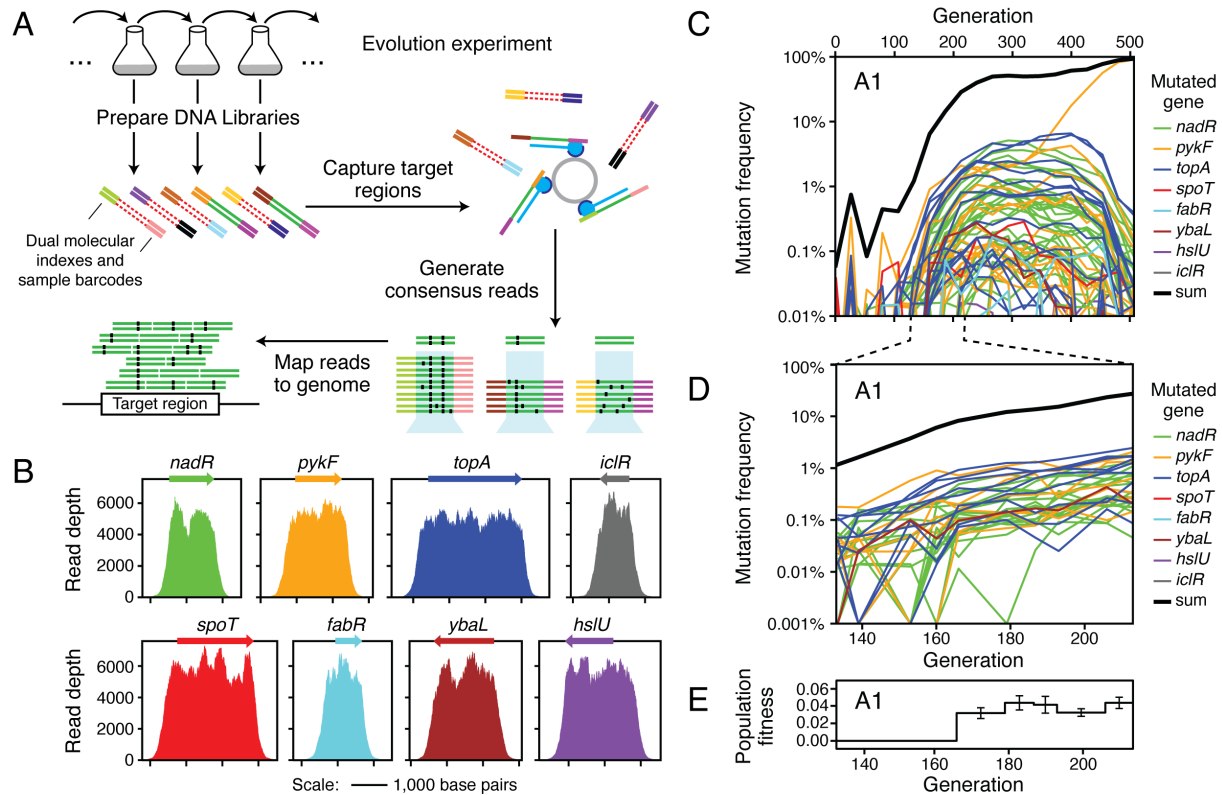 A
Evolution experiment
...
...
Prepare DNA Libraries
Capture target
regions
Dual molecular
indexes and
sample barcodes
Generate
consensus reads
Map reads
to genome
Target region
B
nadR
pykF
topA
iclR
Read depth
6000
4000
2000
0
spoT
fabR
ybaL
hslU
Read depth
6000
4000
2000
0
Scale:
1,000 base pairs
C
Generation
0 100 200 300 400 500
A1
Mutation frequency
100%
10%
1%
0.1%
0.01%
Mutated
gene
nadR
pykF
topA
spoT
fabR
ybaL
hslU
iclR
sum
D
A1
Mutation frequency
100%
10%
1%
0.1%
0.01%
0.001%
140 160 180 200
Generation
Mutated
gene
nadR
pykF
topA
spoT
fabR
ybaL
hslU
iclR
sum
E
A1
Population
fitness
0.06
0.04
0.02
0
140 160 180 200
Generation